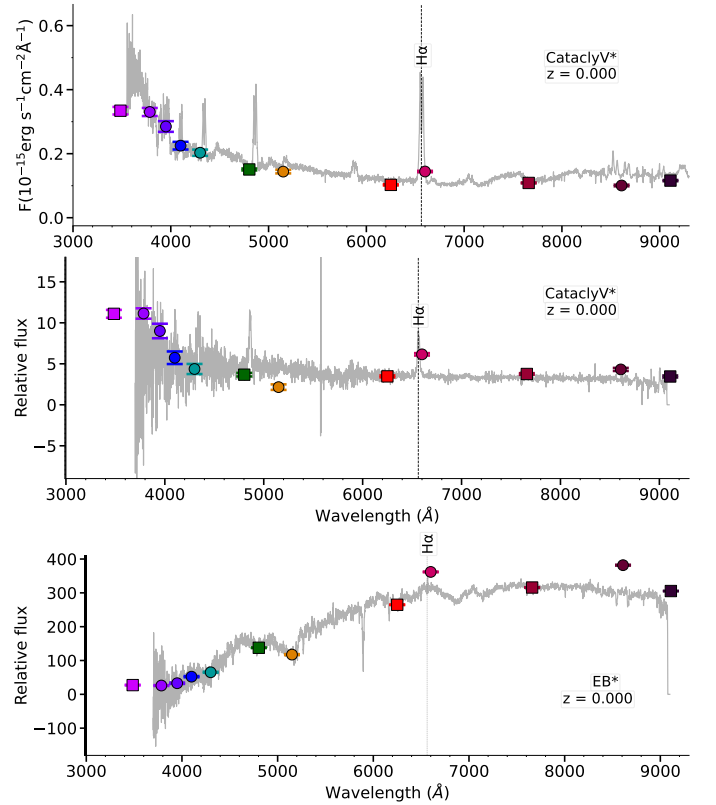 F(10⁻¹⁵erg s⁻¹cm⁻²Å⁻¹)
0.6
0.4
0.2
0.0
Hα
CataclyV*
z = 0.000
3000 4000 5000 6000 7000 8000 9000
Relative flux
15
10
5
0
−5
Hα
CataclyV*
z = 0.000
3000 4000 5000 6000 7000 8000 9000
Wavelength (Å)
Relative flux
400
300
200
100
0
−100
Hα
EB*
z = 0.000
3000 4000 5000 6000 7000 8000 9000
Wavelength (Å)